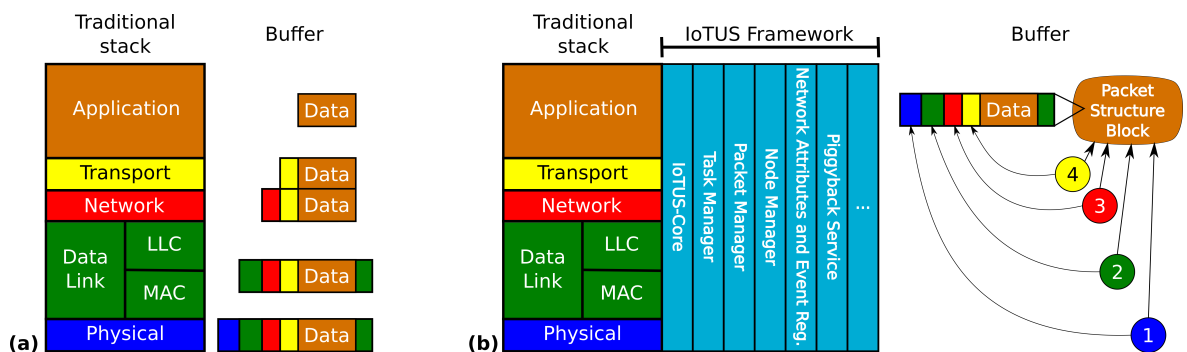 Traditional
stack
Buffer
Application
Data
Transport
Data
Network
Data
Data
Link
LLC
MAC
Data
Physical
Data
(a)
Traditional
stack
IoTUS Framework
Buffer
Application
Transport
Network
Data
Link
LLC
MAC
Physical
(b)
IoTUS-Core
Task Manager
Packet Manager
Node Manager
Network Attributes and Event Reg.
Piggyback Service
...
Data
Packet
Structure
Block
4
3
2
1